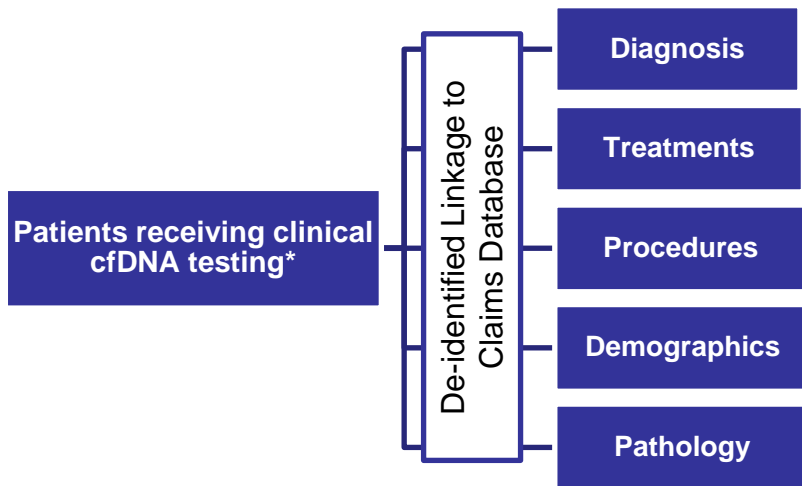 Patients receiving clinical
cfDNA testing*
De-identified Linkage to
Claims Database
Diagnosis
Treatments
Procedures
Demographics
Pathology